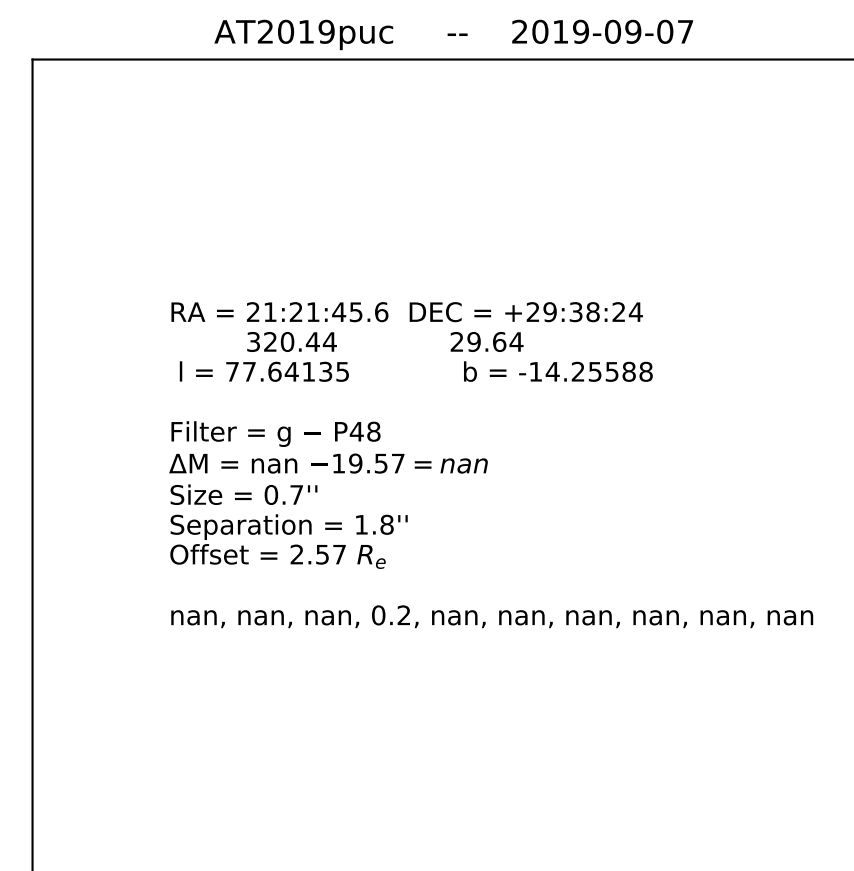 AT2019puc -- 2019-09-07
RA = 21:21:45.6 DEC = +29:38:24
320.44 29.64
l = 77.64135 b = -14.25588
Filter = g − P48
ΔM = nan −19.57 = nan
Size = 0.7''
Separation = 1.8''
Offset = 2.57 Re
nan, nan, nan, 0.2, nan, nan, nan, nan, nan, nan